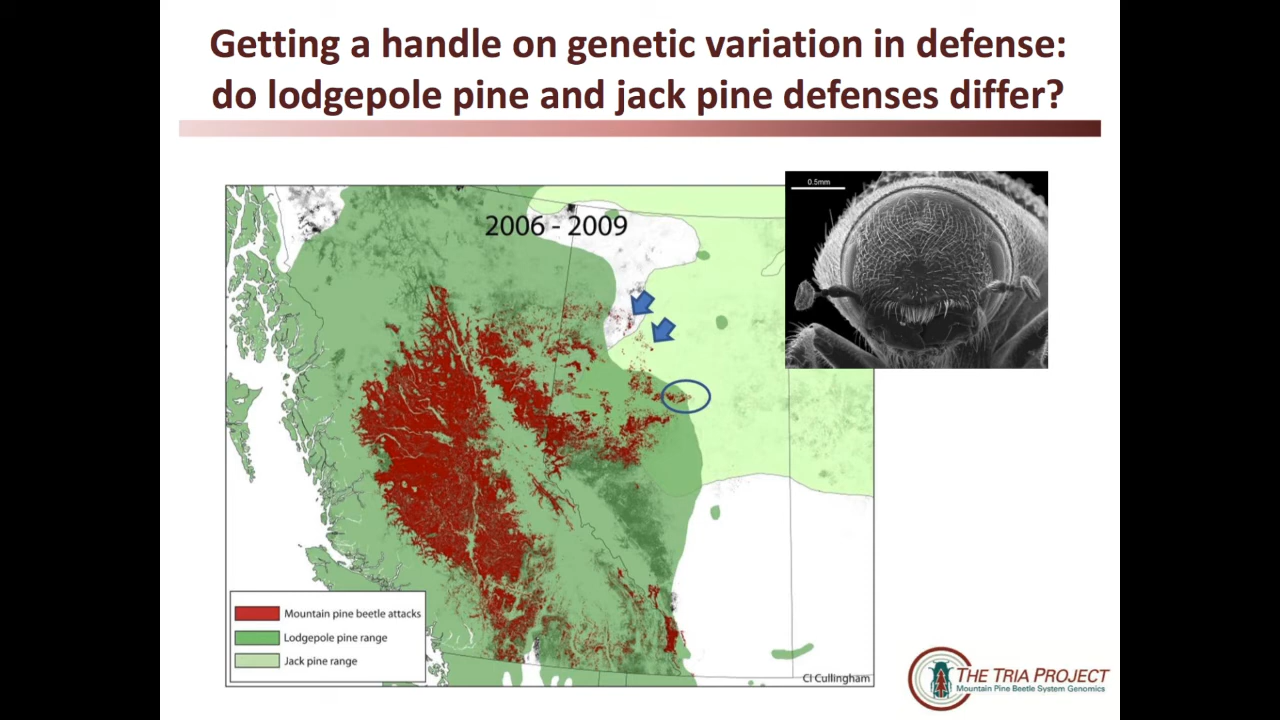 Getting a handle on genetic variation in defense:
do lodgepole pine and jack pine defenses differ?
0.5mm
2006 - 2009
Mountain pine beetle attacks
Lodgepole pine range
Jack pine range
CI Cullingham
THE TRIA PROJECT
Mountain Pine Beetle System Genomics